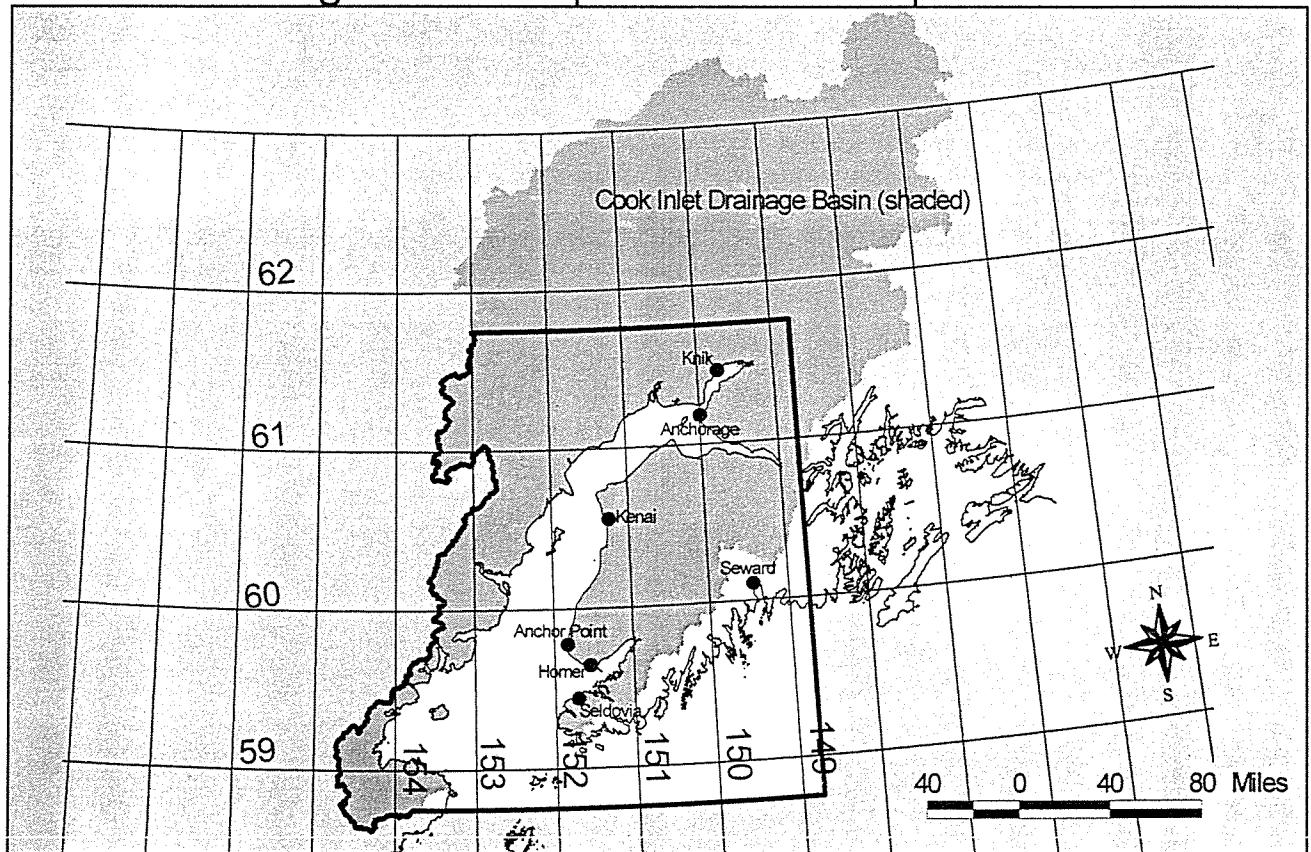 Cook Inlet Drainage Basin (shaded)
62
Knik
Anchorage
61
Kenai
Seward
60
Anchor Point
Homer
Seldovia
59
154
153
152
151
150
149
N
W
E
S
40 0 40 80 Miles